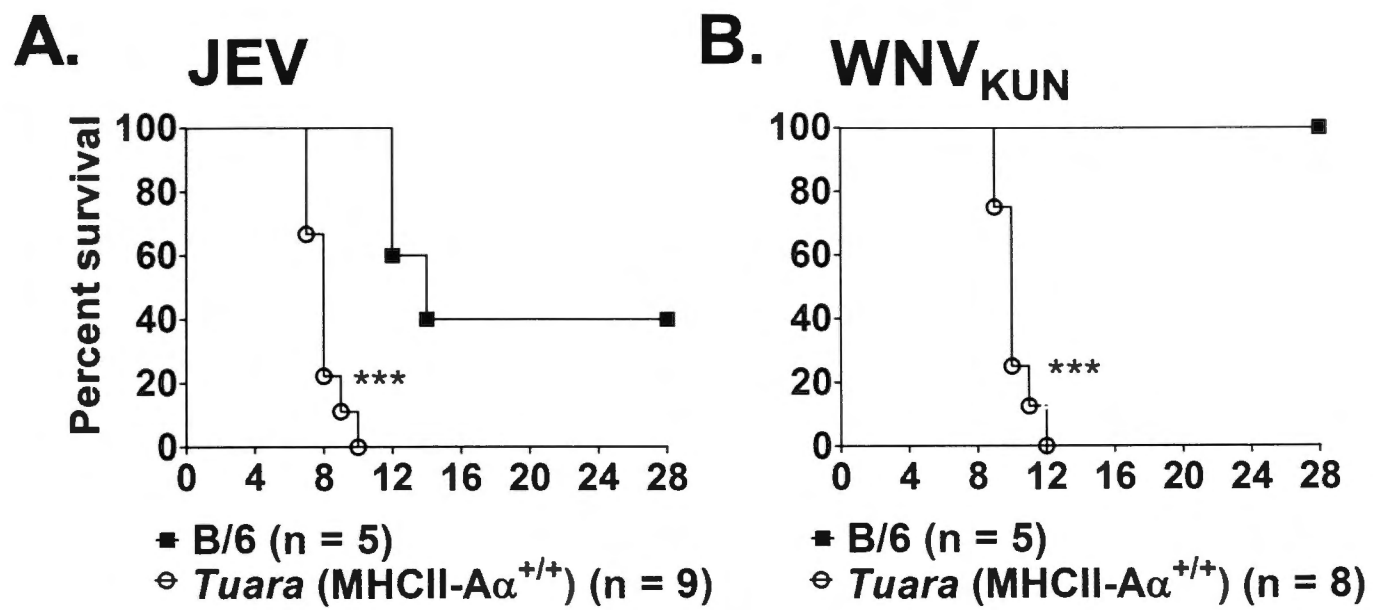 A. JEV
Percent survival
100
80
60
40
20
0
***
0 4 8 12 16 20 24 28
■ B/6 (n = 5)
⊖ Tuara (MHCII-Aα+/+) (n = 9)
B. WNVKUN
100
80
60
40
20
0
***
0 4 8 12 16 20 24 28
■ B/6 (n = 5)
⊖ Tuara (MHCII-Aα+/+) (n = 8)